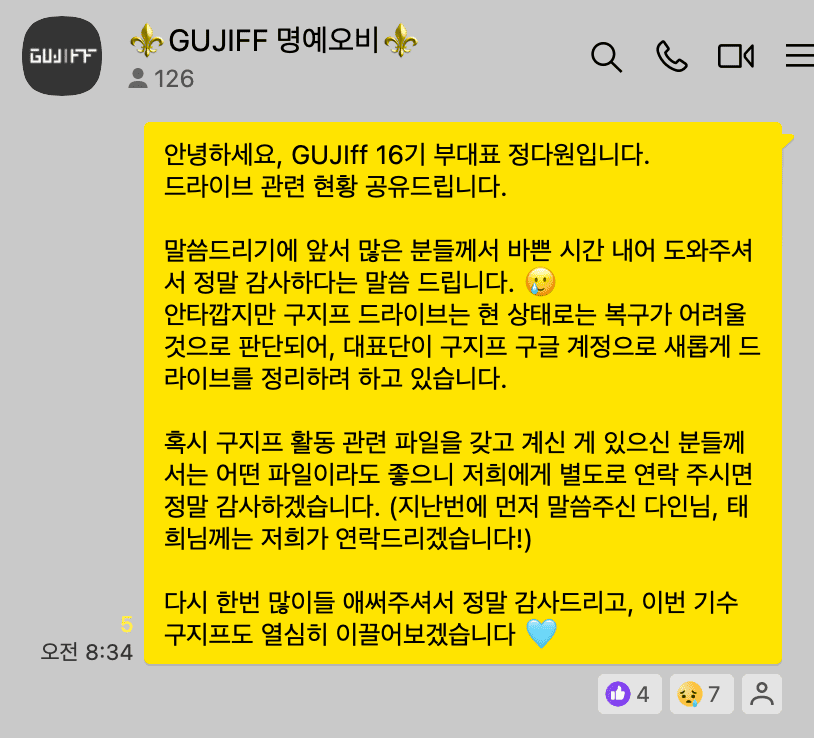 GUJIFF
⚜️GUJIFF 명예오비⚜️
126
안녕하세요, GUJIff 16기 부대표 정다원입니다.
드라이브 관련 현황 공유드립니다.
말씀드리기에 앞서 많은 분들께서 바쁜 시간 내어 도와주셔
서 정말 감사하다는 말씀 드립니다. 🥲
안타깝지만 구지프 드라이브는 현 상태로는 복구가 어려울
것으로 판단되어, 대표단이 구지프 구글 계정으로 새롭게 드
라이브를 정리하려 하고 있습니다.
혹시 구지프 활동 관련 파일을 갖고 계신 게 있으신 분들께
서는 어떤 파일이라도 좋으니 저희에게 별도로 연락 주시면
정말 감사하겠습니다. (지난번에 먼저 말씀주신 다인님, 태
희님께는 저희가 연락드리겠습니다!)
다시 한번 많이들 애써주셔서 정말 감사드리고, 이번 기수
구지프도 열심히 이끌어보겠습니다 🩵
5
오전 8:34
4
7